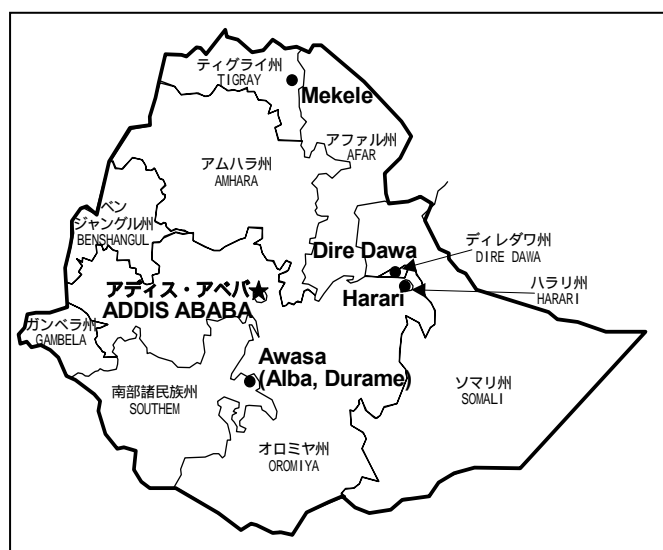 ティグライ州
TIGRAY
Mekele
アファル州
AFAR
アムハラ州
AMHARA
ベン
ジャングル州
BENSHANGUL
Dire Dawa
ディレダワ州
DIRE DAWA
アディス・アベバ
ADDIS ABABA
Harari
ハラリ州
HARARI
ガンベラ州
GAMBELA
Awasa
(Alba, Durame)
南部諸民族州
SOUTHEM
ソマリ州
SOMALI
オロミヤ州
OROMIYA